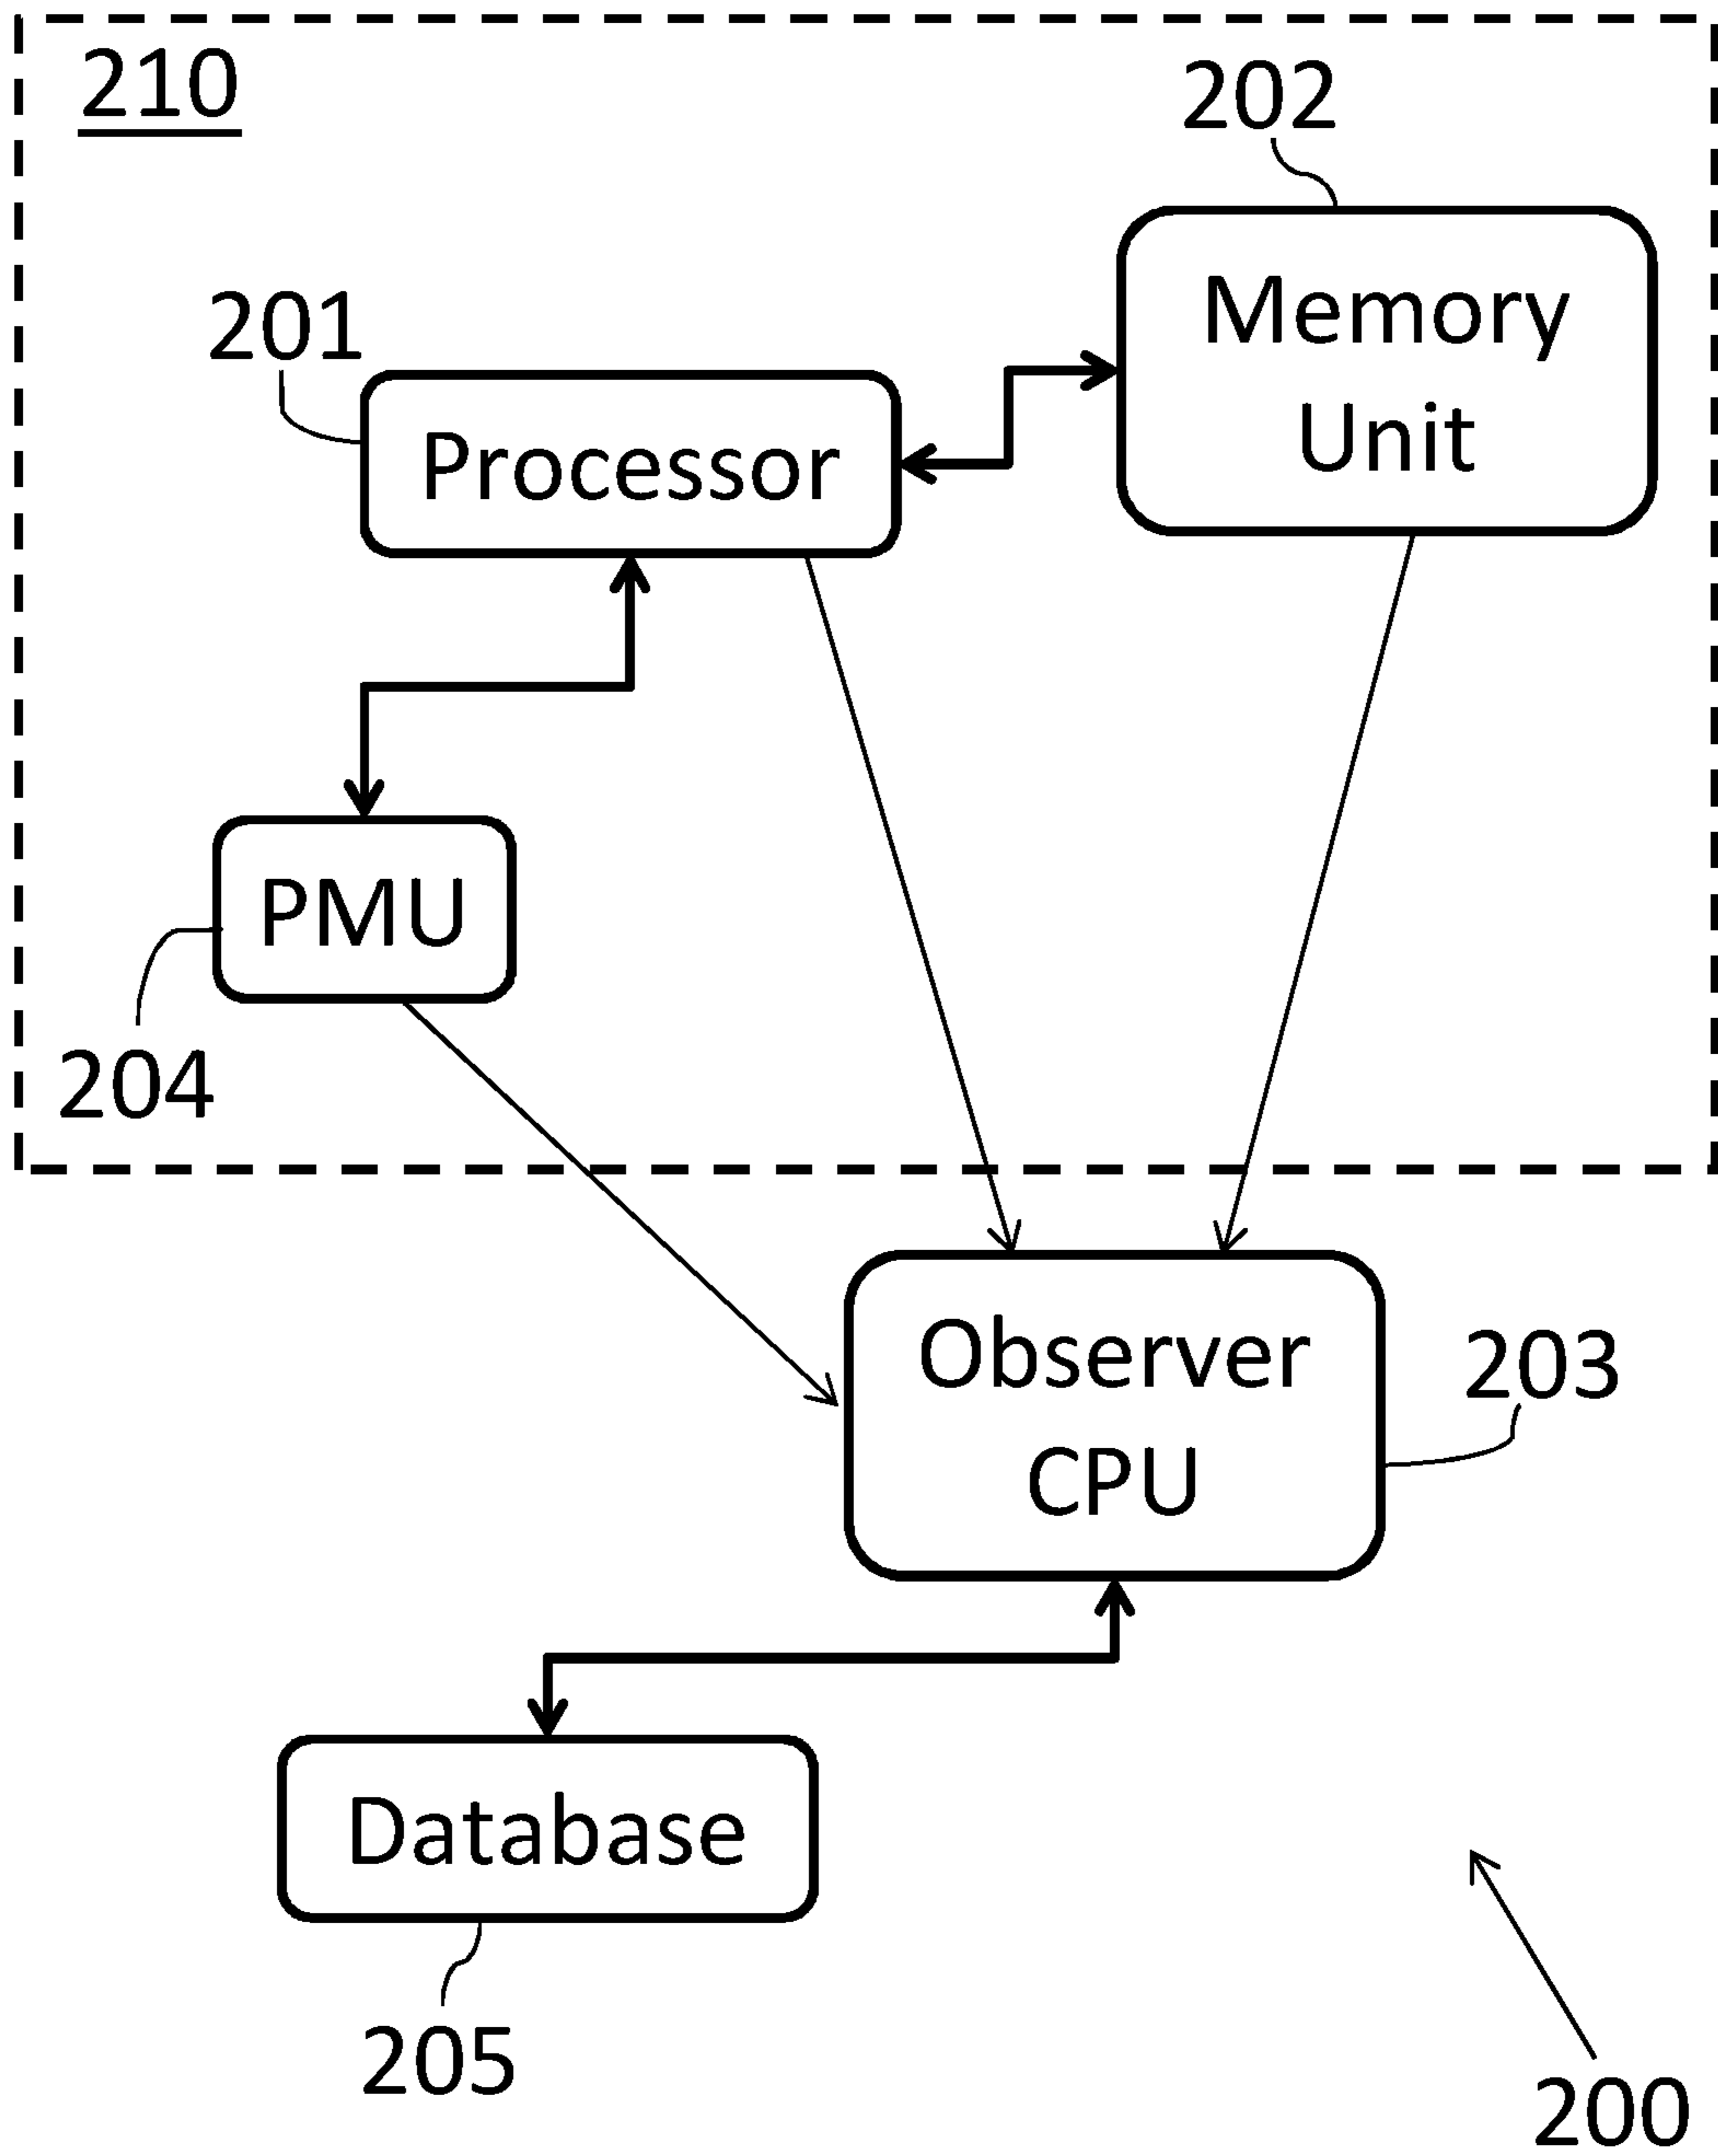 210
202
Memory
Unit
201
Processor
PMU
204
Observer
CPU
203
Database
205
200